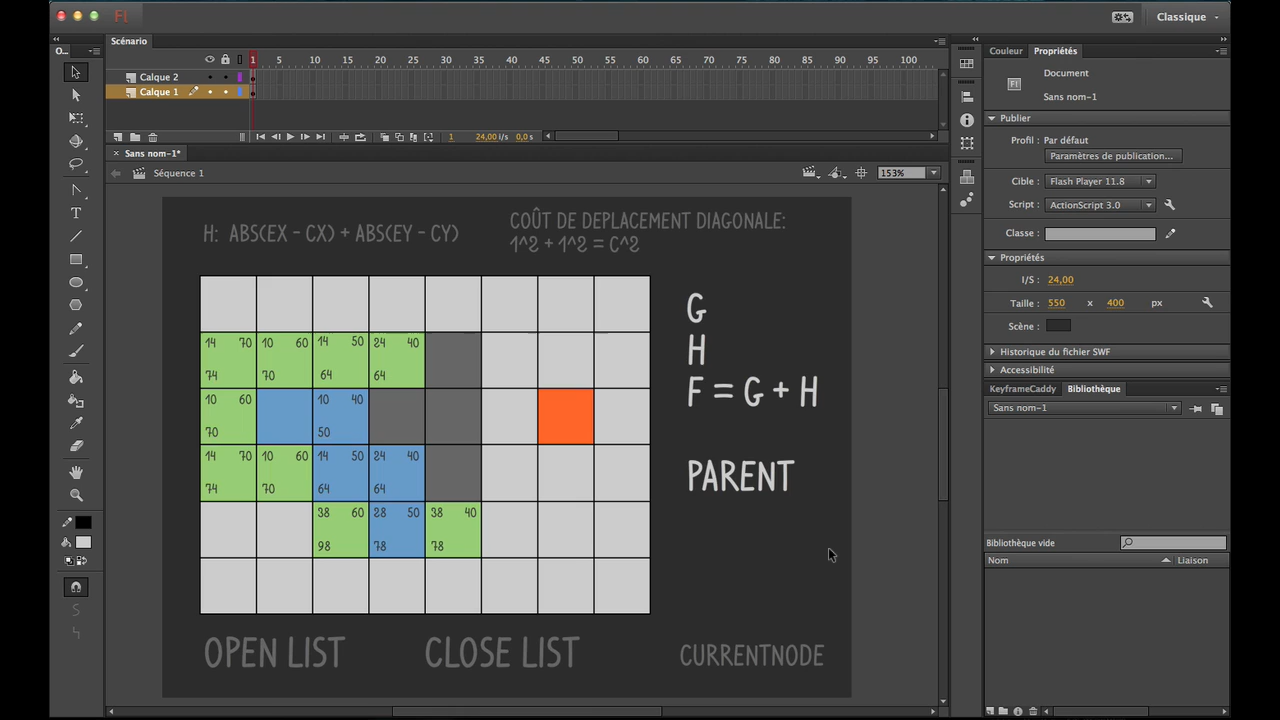 Fl
Classique
O...
Scénario
1 5 10 15 20 25 30 35 40 45 50 55 60 65 70 75 80 85 90 95 100
Calque 2
Calque 1
1 24,00 i/s 0,0 s
Sans nom-1*
Séquence 1
153%
H: ABS(EX - CX) + ABS(EY - CY)
COÛT DE DEPLACEMENT DIAGONALE:
1^2 + 1^2 = C^2
14 70 10 60 14 50 24 40
74 70 64 64
10 60 10 40
70 50
14 70 10 60 14 50 24 40
74 70 64 64
38 60 28 50 38 40
98 78 78
G
H
F = G + H
PARENT
OPEN LIST
CLOSE LIST
CURRENTNODE
Couleur
Propriétés
Document
Sans nom-1
Publier
Profil : Par défaut
Paramètres de publication...
Cible : Flash Player 11.8
Script : ActionScript 3.0
Classe :
Propriétés
I/S : 24,00
Taille : 550 x 400 px
Scène :
Historique du fichier SWF
Accessibilité
KeyframeCaddy
Bibliothèque
Sans nom-1
Bibliothèque vide
Nom
Liaison